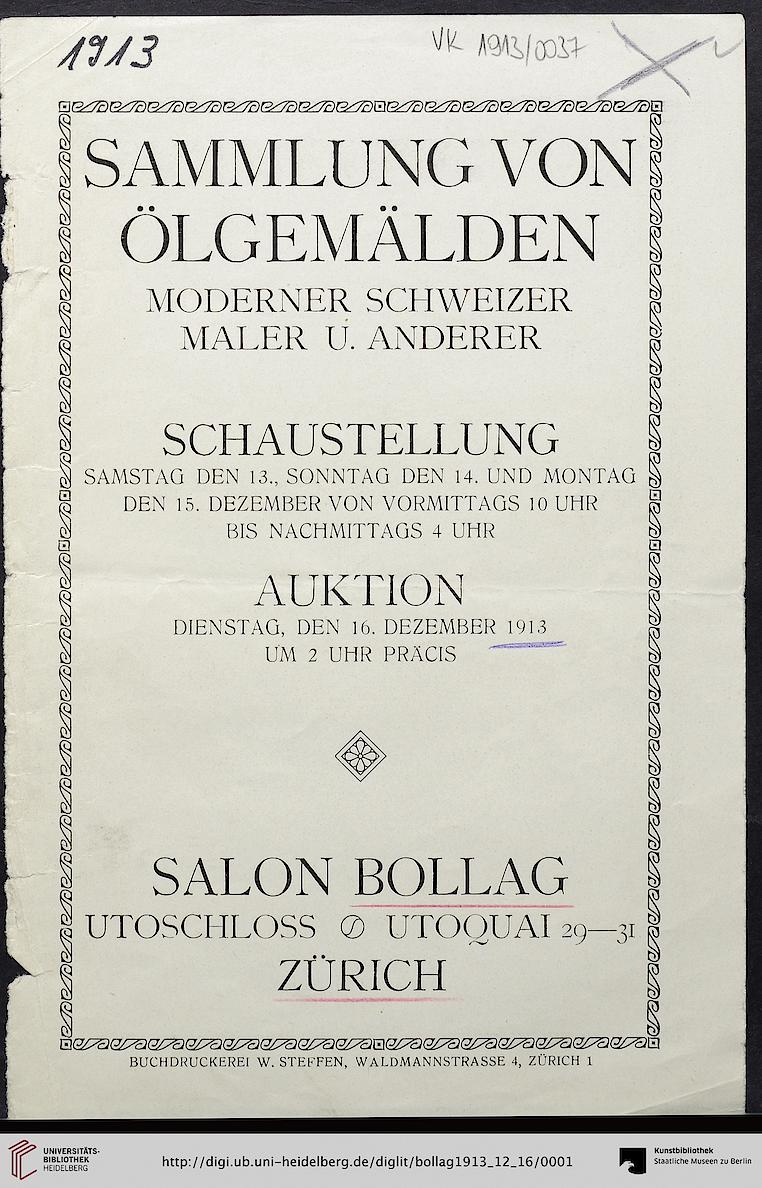 1913
VK 1913/0037
SAMMLUNG VON
ÖLGEMÄLDEN
MODERNER SCHWEIZER
MALER U. ANDERER
SCHAUSTELLUNG
SAMSTAG DEN 13., SONNTAG DEN 14. UND MONTAG
DEN 15. DEZEMBER VON VORMITTAGS 10 UHR
BIS NACHMITTAGS 4 UHR
AUKTION
DIENSTAG, DEN 16. DEZEMBER 1913
UM 2 UHR PRÄCIS
SALON BOLLAG
UTOSCHLOSS UTOQUAI 29—31
ZÜRICH
BUCHDRUCKEREI W. STEFFEN, WALDMANNSTRASSE 4, ZÜRICH 1
UNIVERSITÄTS-
BIBLIOTHEK
HEIDELBERG
http://digi.ub.uni-heidelberg.de/diglit/bollag1913_12_16/0001
Kunstbibliothek
Staatliche Museen zu Berlin